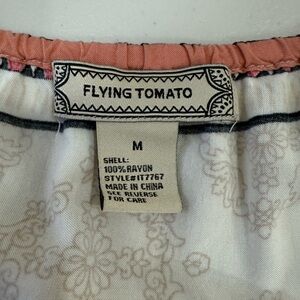 FLYING TOMATO
M
SHELL:
100%RAYON
STYLE#IT7767
MADE IN CHINA
SEE REVERSE
FOR CARE